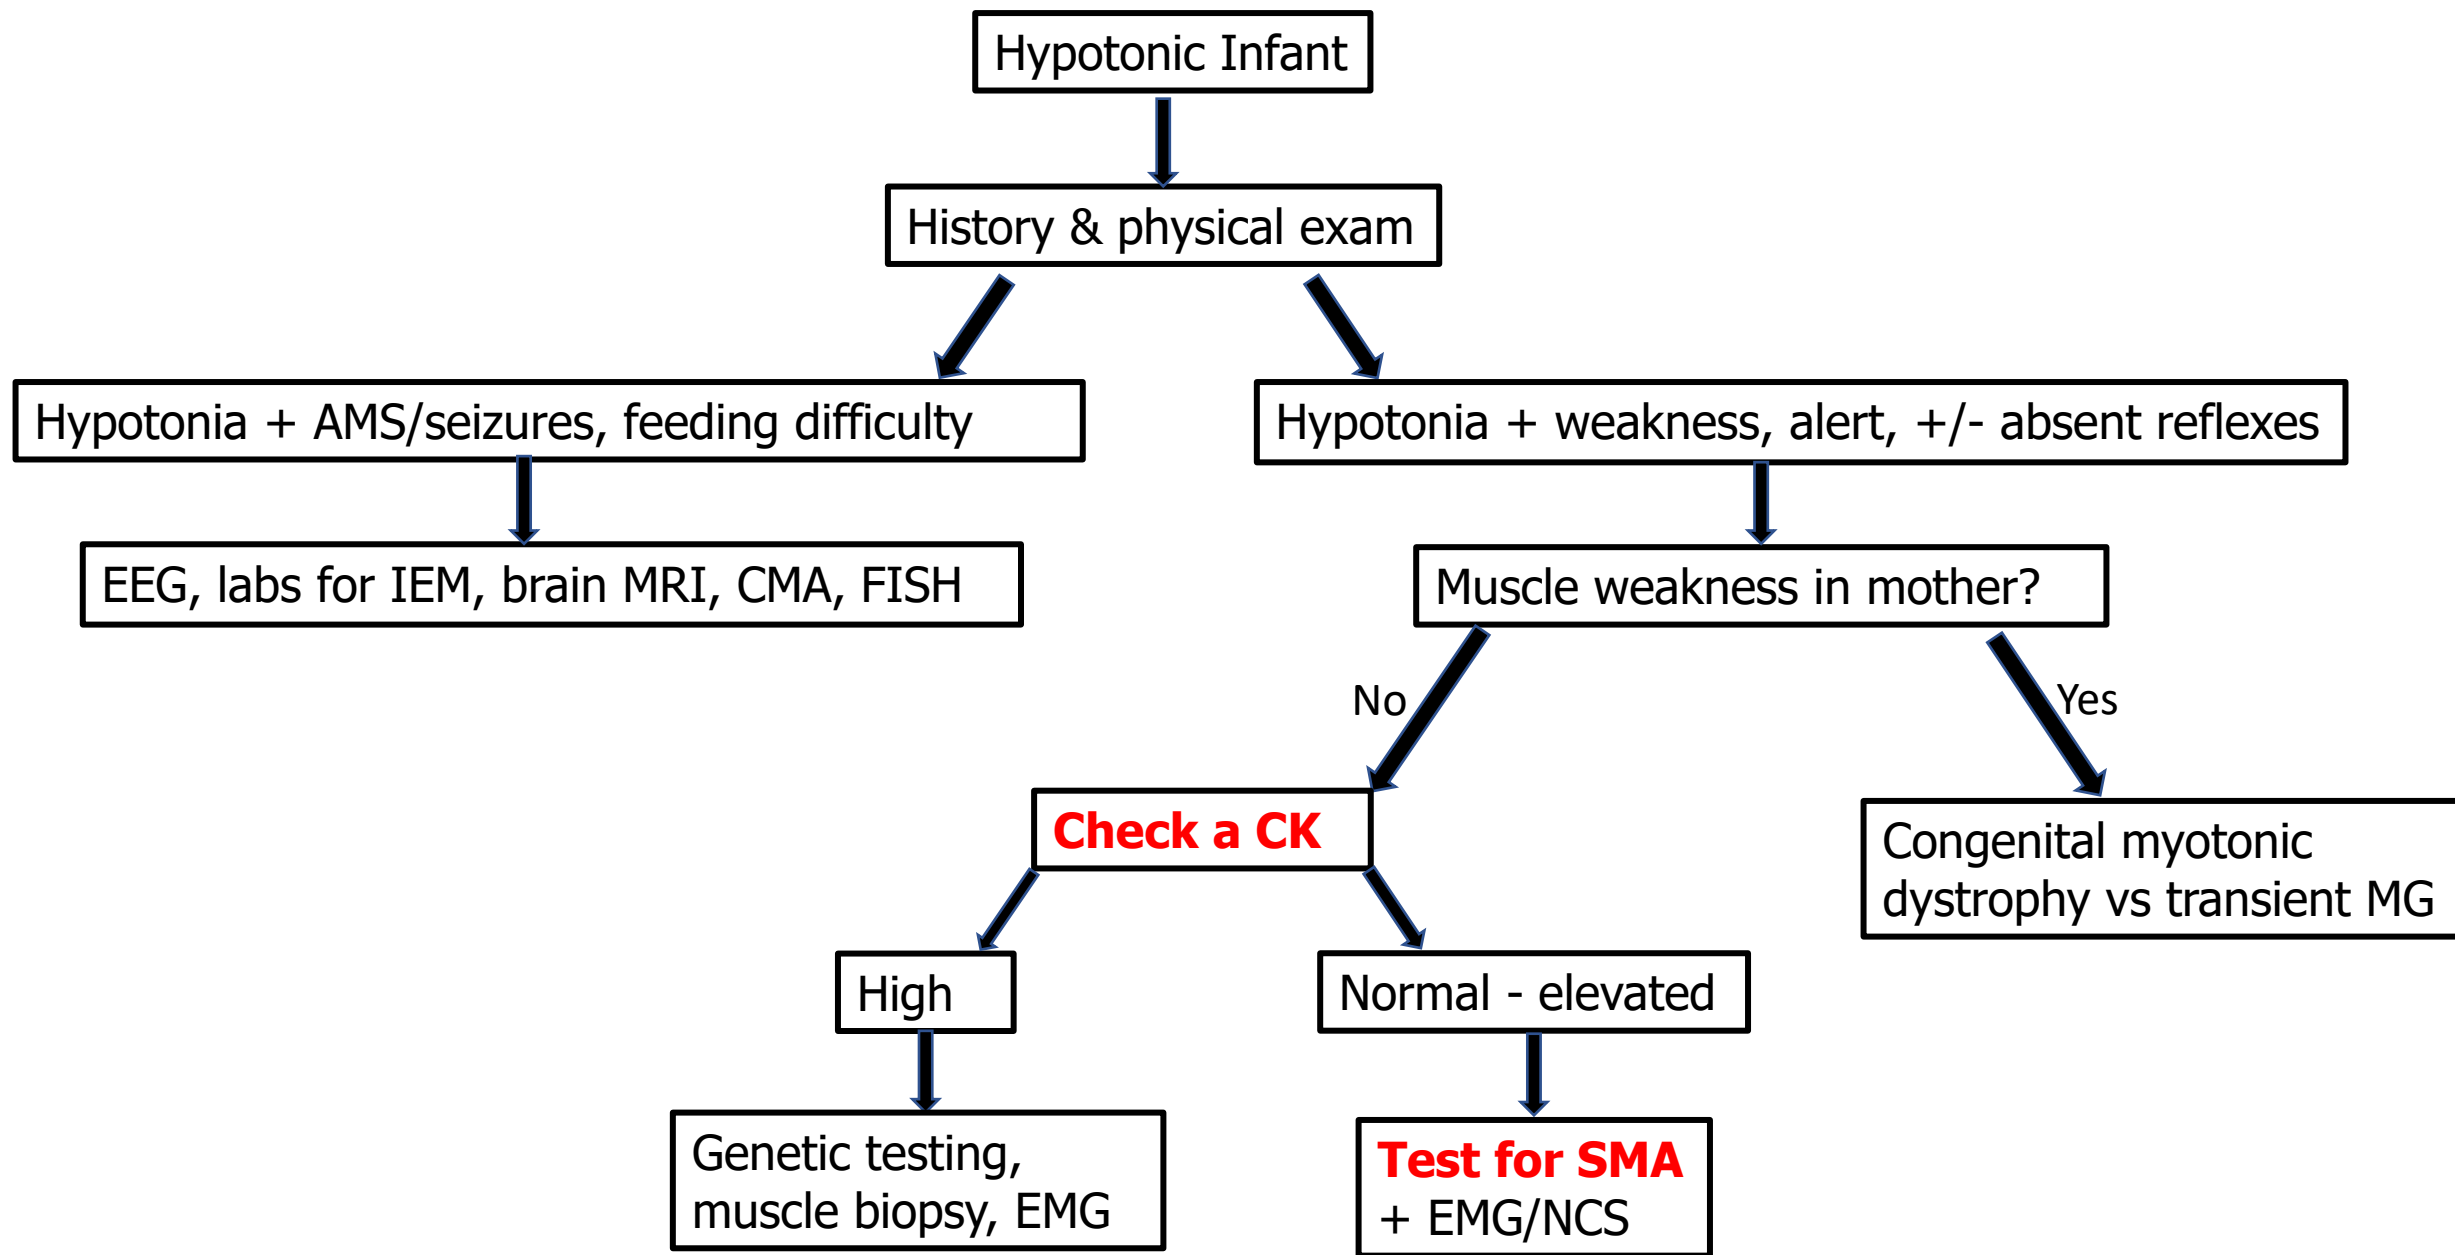 Hypotonic Infant
History & physical exam
Hypotonia + AMS/seizures, feeding difficulty
Hypotonia + weakness, alert, +/- absent reflexes
EEG, labs for IEM, brain MRI, CMA, FISH
Muscle weakness in mother?
No
Yes
Check a CK
Congenital myotonic
dystrophy vs transient MG
High
Normal - elevated
Genetic testing,
muscle biopsy, EMG
Test for SMA
+ EMG/NCS